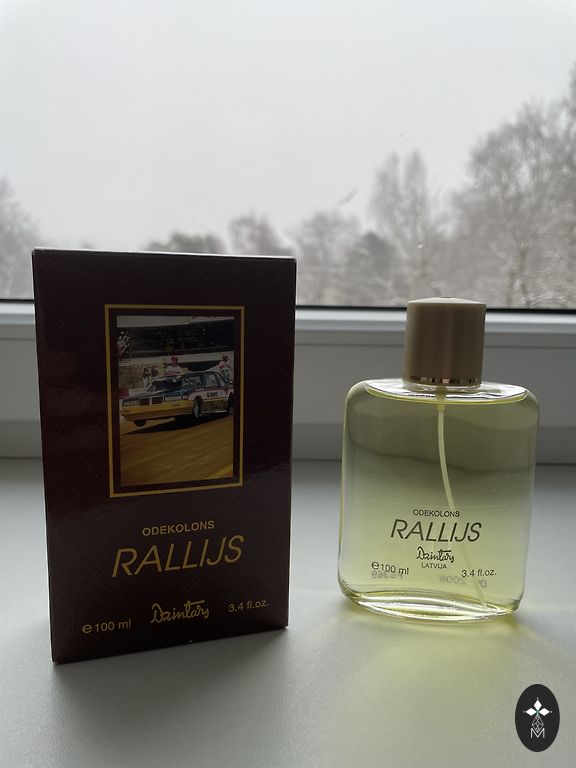 ODEKOLONS
RALLIJS
e 100 ml Dzintars 3.4 fl.oz.
ODEKOLONS
RALLIJS
Dzintars
LATVIJA
e 100 ml 3.4 fl.oz.
M